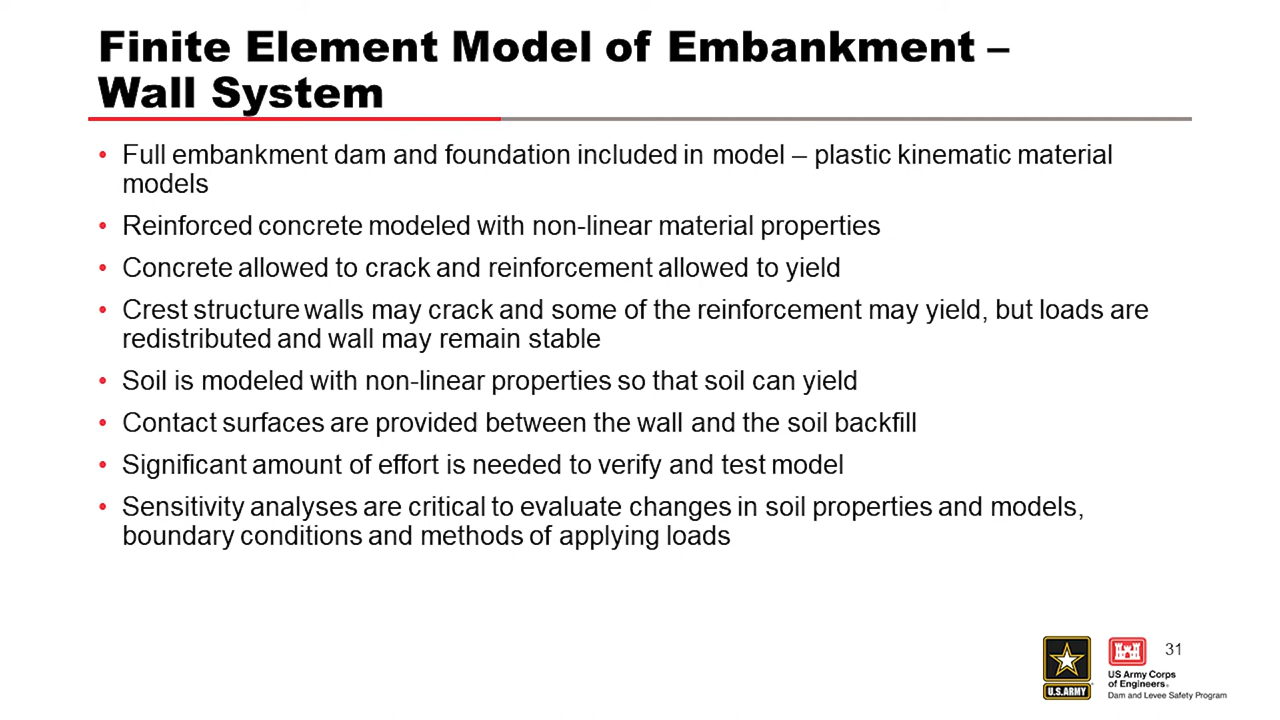 Finite Element Model of Embankment –
Wall System
• Full embankment dam and foundation included in model – plastic kinematic material
models
• Reinforced concrete modeled with non-linear material properties
• Concrete allowed to crack and reinforcement allowed to yield
• Crest structure walls may crack and some of the reinforcement may yield, but loads are
redistributed and wall may remain stable
• Soil is modeled with non-linear properties so that soil can yield
• Contact surfaces are provided between the wall and the soil backfill
• Significant amount of effort is needed to verify and test model
• Sensitivity analyses are critical to evaluate changes in soil properties and models,
boundary conditions and methods of applying loads
31
U.S.ARMY
US Army Corps
of Engineers®
Dam and Levee Safety Program